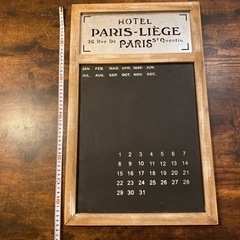 HOTEL
PARIS-LIÈGE
36 Rue De PARIS St Quentin
JAN. FEB. MAR. APR. MAY. JUN.
JUL. AUG. SEP. OCT. NOV. DEC.
1 2 3 4 5 6 7
8 9 10 11 12 13 14
15 16 17 18 19 20 21
22 23 24 25 26 27 28
29 30 31